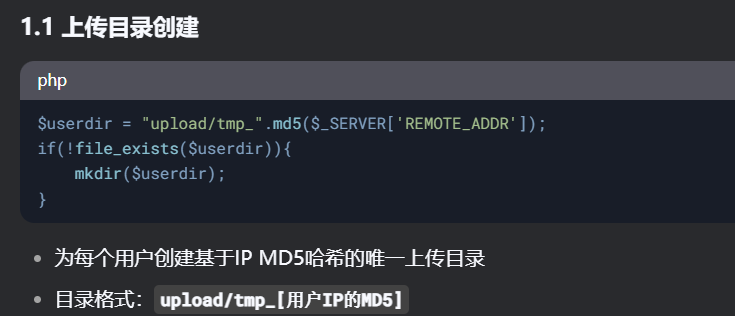 1.1 上传目录创建
php
$userdir = "upload/tmp_".md5($_SERVER['REMOTE_ADDR']);
if(!file_exists($userdir)){
    mkdir($userdir);
}
为每个用户创建基于IP MD5哈希的唯一上传目录
目录格式：upload/tmp_[用户IP的MD5]